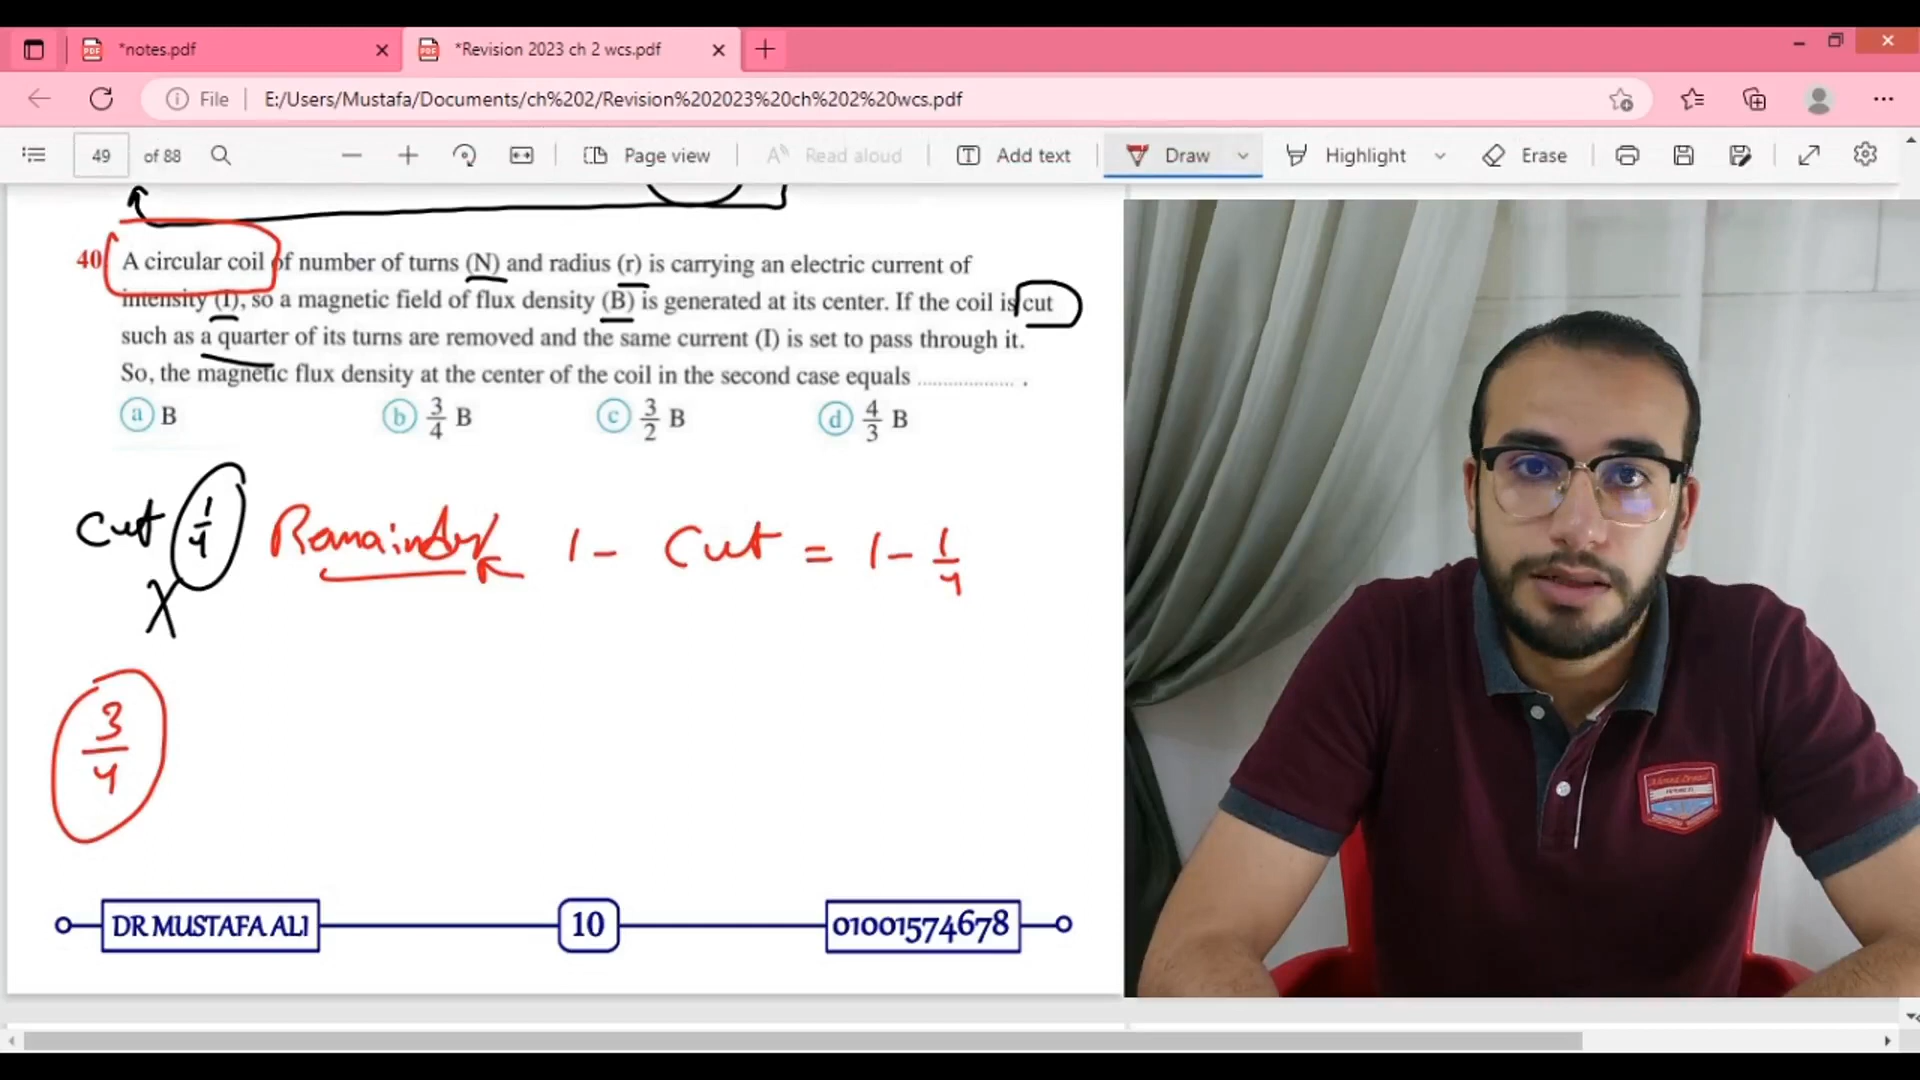 *notes.pdf
*Revision 2023 ch 2 wcs.pdf
File E:/Users/Mustafa/Documents/ch%202/Revision%202023%20ch%202%20wcs.pdf
49 of 88 Page view Read aloud Add text Draw Highlight Erase
40 A circular coil of number of turns (N) and radius (r) is carrying an electric current of
intensity (I), so a magnetic field of flux density (B) is generated at its center. If the coil is cut
such as a quarter of its turns are removed and the same current (I) is set to pass through it.
So, the magnetic flux density at the center of the coil in the second case equals .................... .
a B b 3/4 B c 3/2 B d 4/3 B
Cut 1/4 Remainder 1 - Cut = 1 - 1/4
X
3/4
DR MUSTAFA ALI 10 01001574678